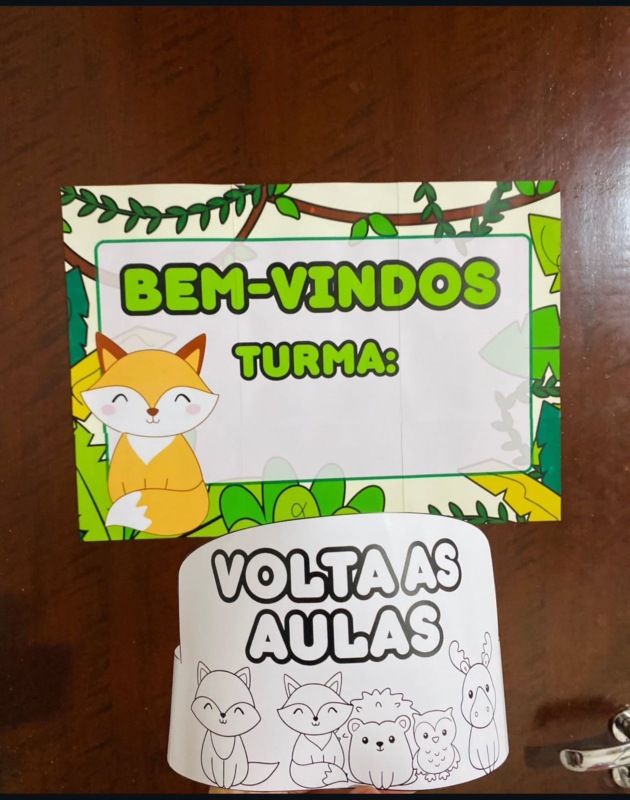 BEM-VINDOS
TURMA:
VOLTA AS
AULAS